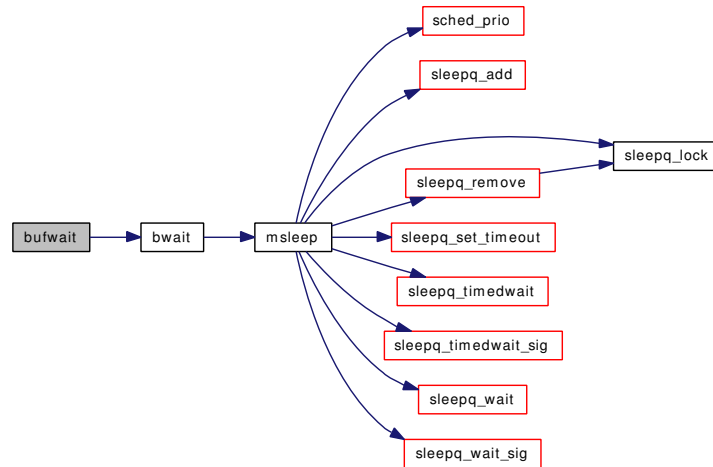 sched_prio
sleepq_add
sleepq_lock
sleepq_remove
bufwait
bwait
msleep
sleepq_set_timeout
sleepq_timedwait
sleepq_timedwait_sig
sleepq_wait
sleepq_wait_sig